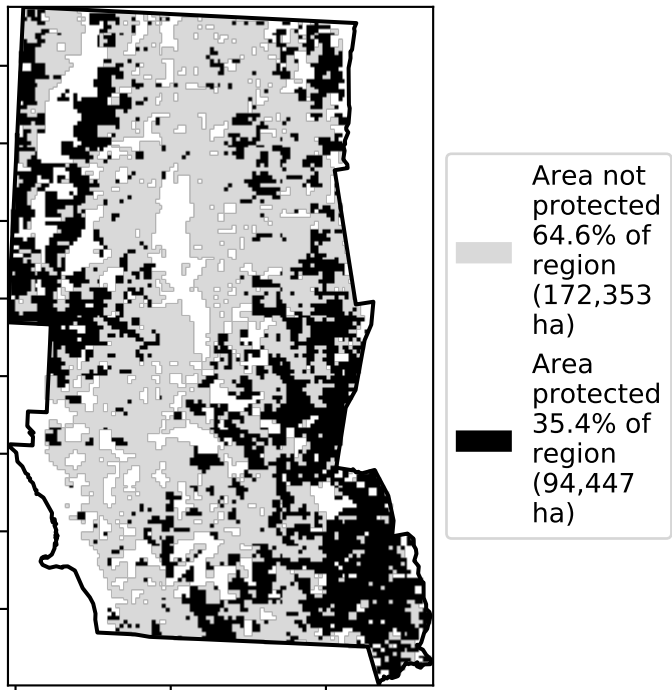 Area not
protected
64.6% of
region
(172,353
ha)
Area
protected
35.4% of
region
(94,447
ha)